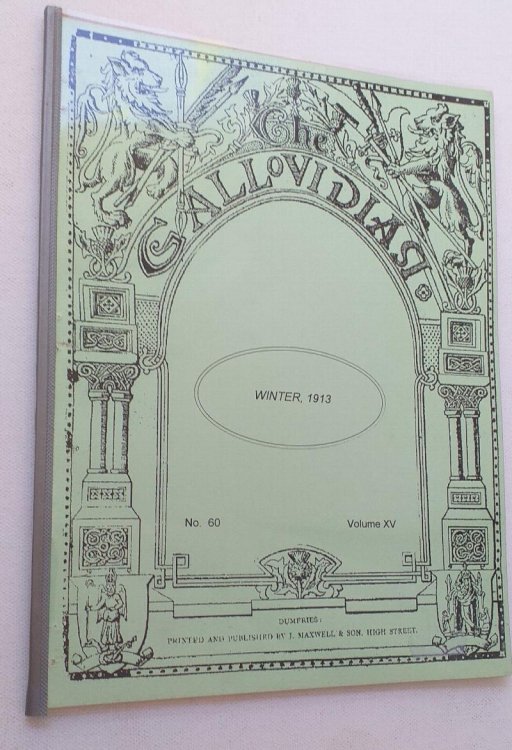 The
GALLOVIDIAN.
WINTER, 1913
No. 60 Volume XV
DUMFRIES:
PRINTED AND PUBLISHED BY J. MAXWELL & SON, HIGH STREET.